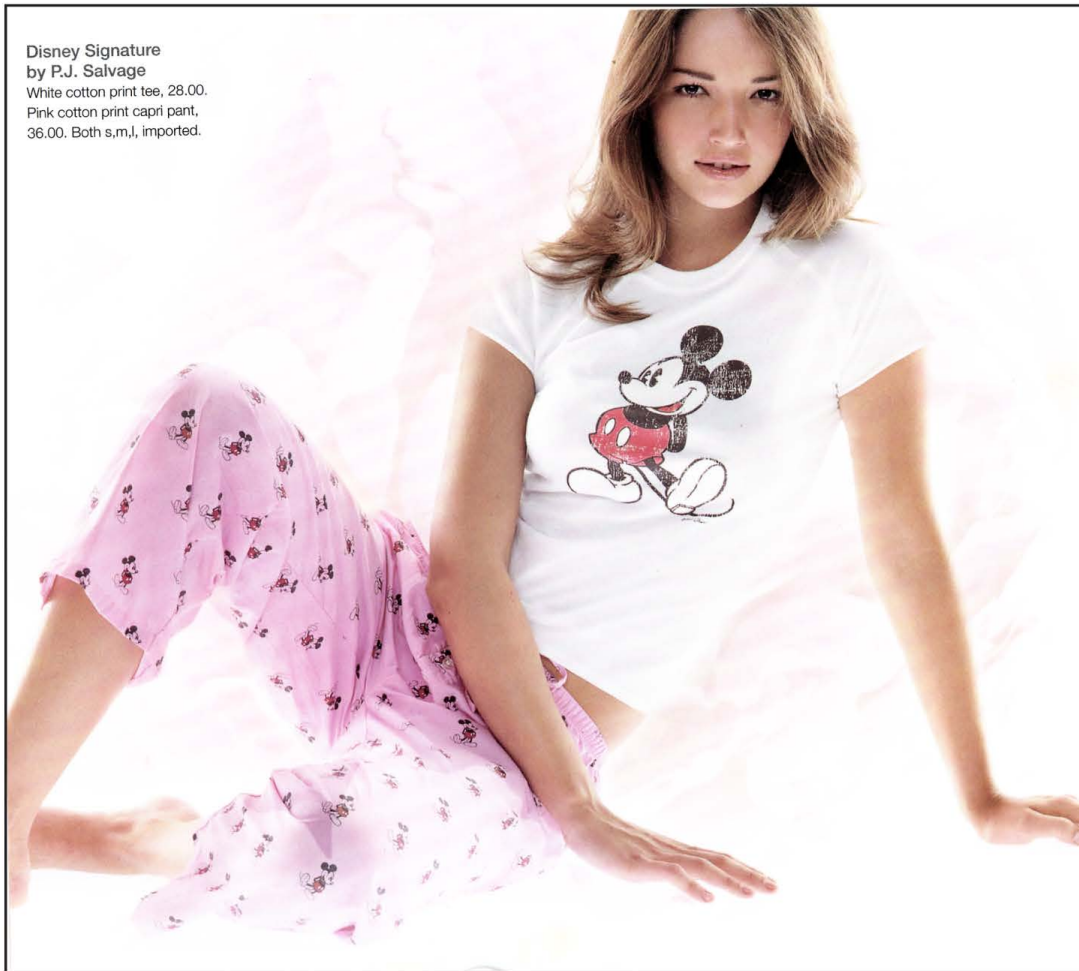 Disney Signature
by P.J. Salvage
White cotton print tee, 28.00.
Pink cotton print capri pant,
36.00. Both s,m,l, imported.